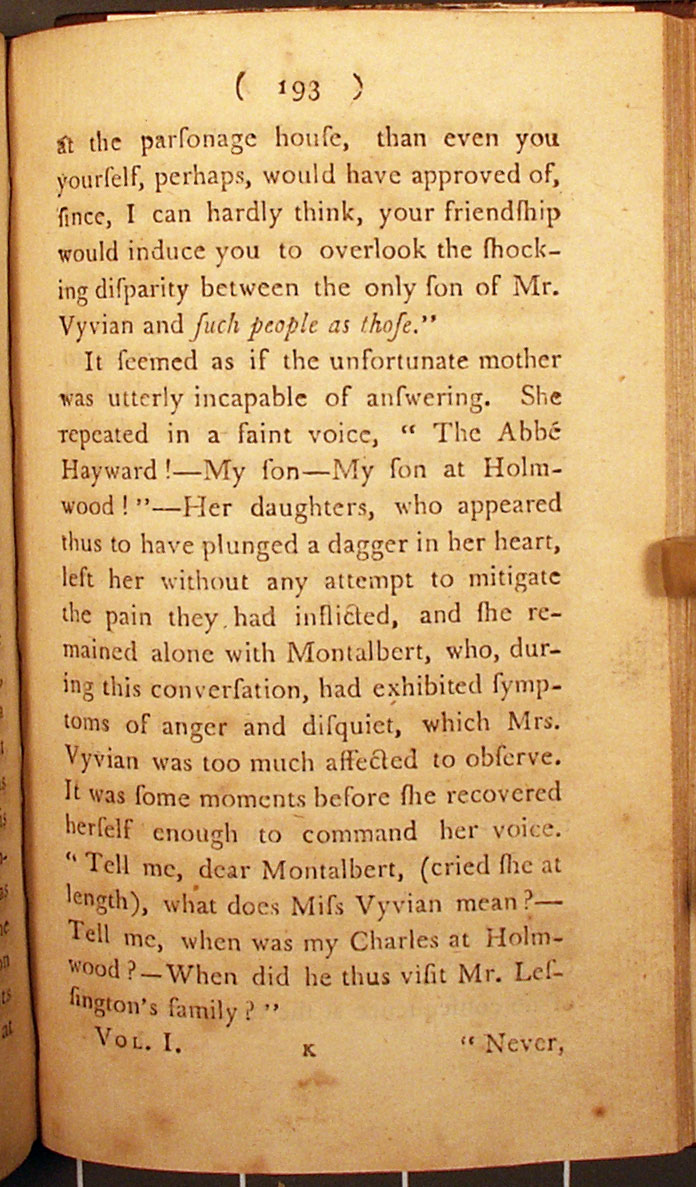 ( 193 )
at the parſonage houſe, than even you
yourſelf, perhaps, would have approved of,
ſince, I can hardly think, your friendſhip
would induce you to overlook the ſhock-
ing diſparity between the only ſon of Mr.
Vyvian and ſuch people as thoſe."
It ſeemed as if the unfortunate mother
was utterly incapable of anſwering. She
repeated in a faint voice, " The Abbé
Hayward !—My ſon—My ſon at Holm-
wood ! "—Her daughters, who appeared
thus to have plunged a dagger in her heart,
left her without any attempt to mitigate
the pain they had inflicted, and ſhe re-
mained alone with Montalbert, who, dur-
ing this converſation, had exhibited ſymp-
toms of anger and diſquiet, which Mrs.
Vyvian was too much affected to obſerve.
It was ſome moments before ſhe recovered
herſelf enough to command her voice.
" Tell me, dear Montalbert, (cried ſhe at
length), what does Miſs Vyvian mean ?—
Tell me, when was my Charles at Holm-
wood ?—When did he thus viſit Mr. Leſ-
ſington's family ? "
VOL. I. K " Never,